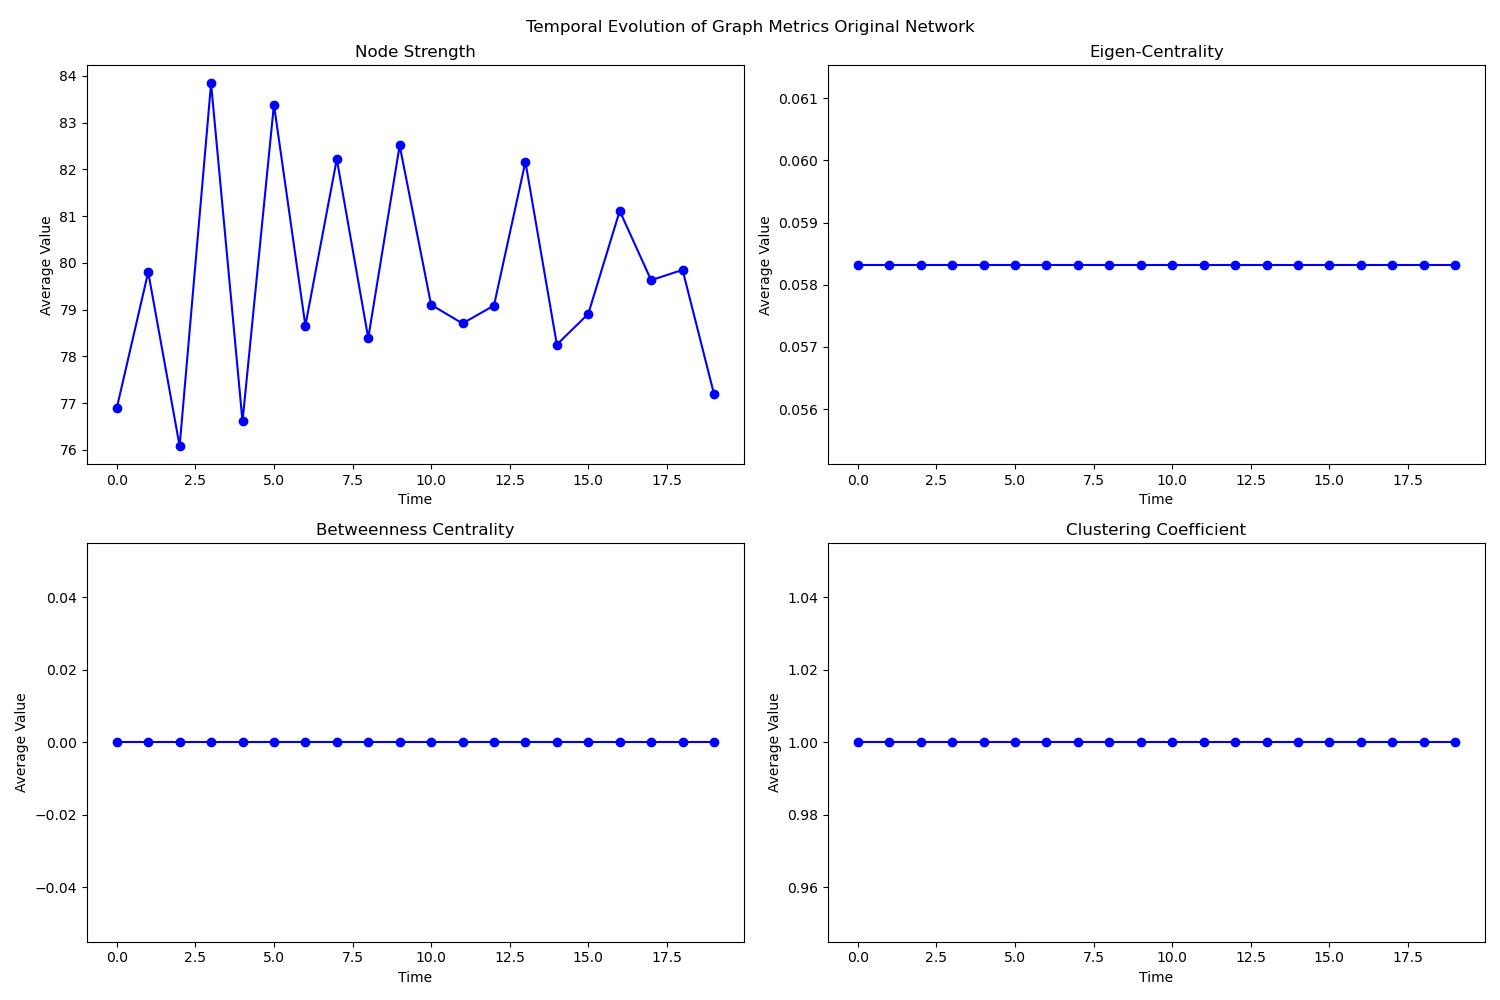 Temporal Evolution of Graph Metrics Original Network
Node Strength
84
83
82
81
80
79
78
77
76
Average Value
0.0 2.5 5.0 7.5 10.0 12.5 15.0 17.5
Time
Eigen-Centrality
0.061
0.060
0.059
0.058
0.057
0.056
Average Value
0.0 2.5 5.0 7.5 10.0 12.5 15.0 17.5
Time
Betweenness Centrality
0.04
0.02
0.00
−0.02
−0.04
Average Value
0.0 2.5 5.0 7.5 10.0 12.5 15.0 17.5
Time
Clustering Coefficient
1.04
1.02
1.00
0.98
0.96
Average Value
0.0 2.5 5.0 7.5 10.0 12.5 15.0 17.5
Time